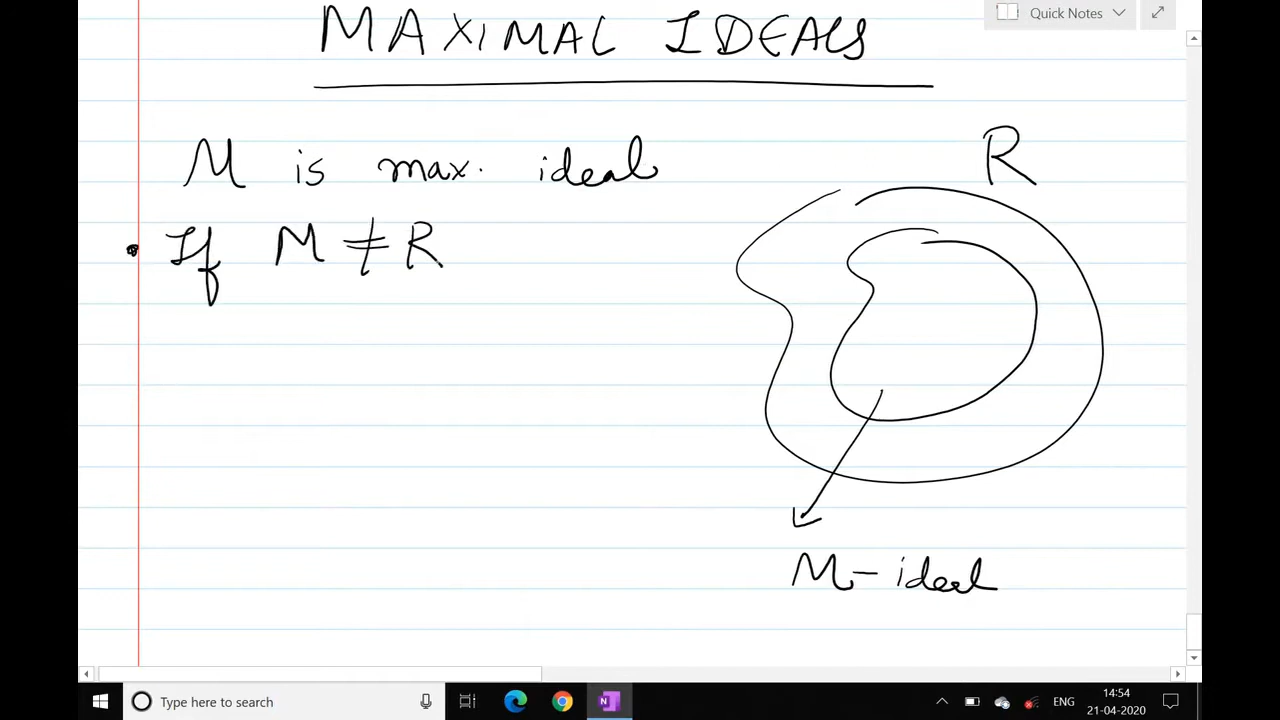 Quick Notes
MAXIMAL IDEALS
M is max. ideal
R
If M ≠ R
M - ideal
Type here to search
ENG
14:54
21-04-2020